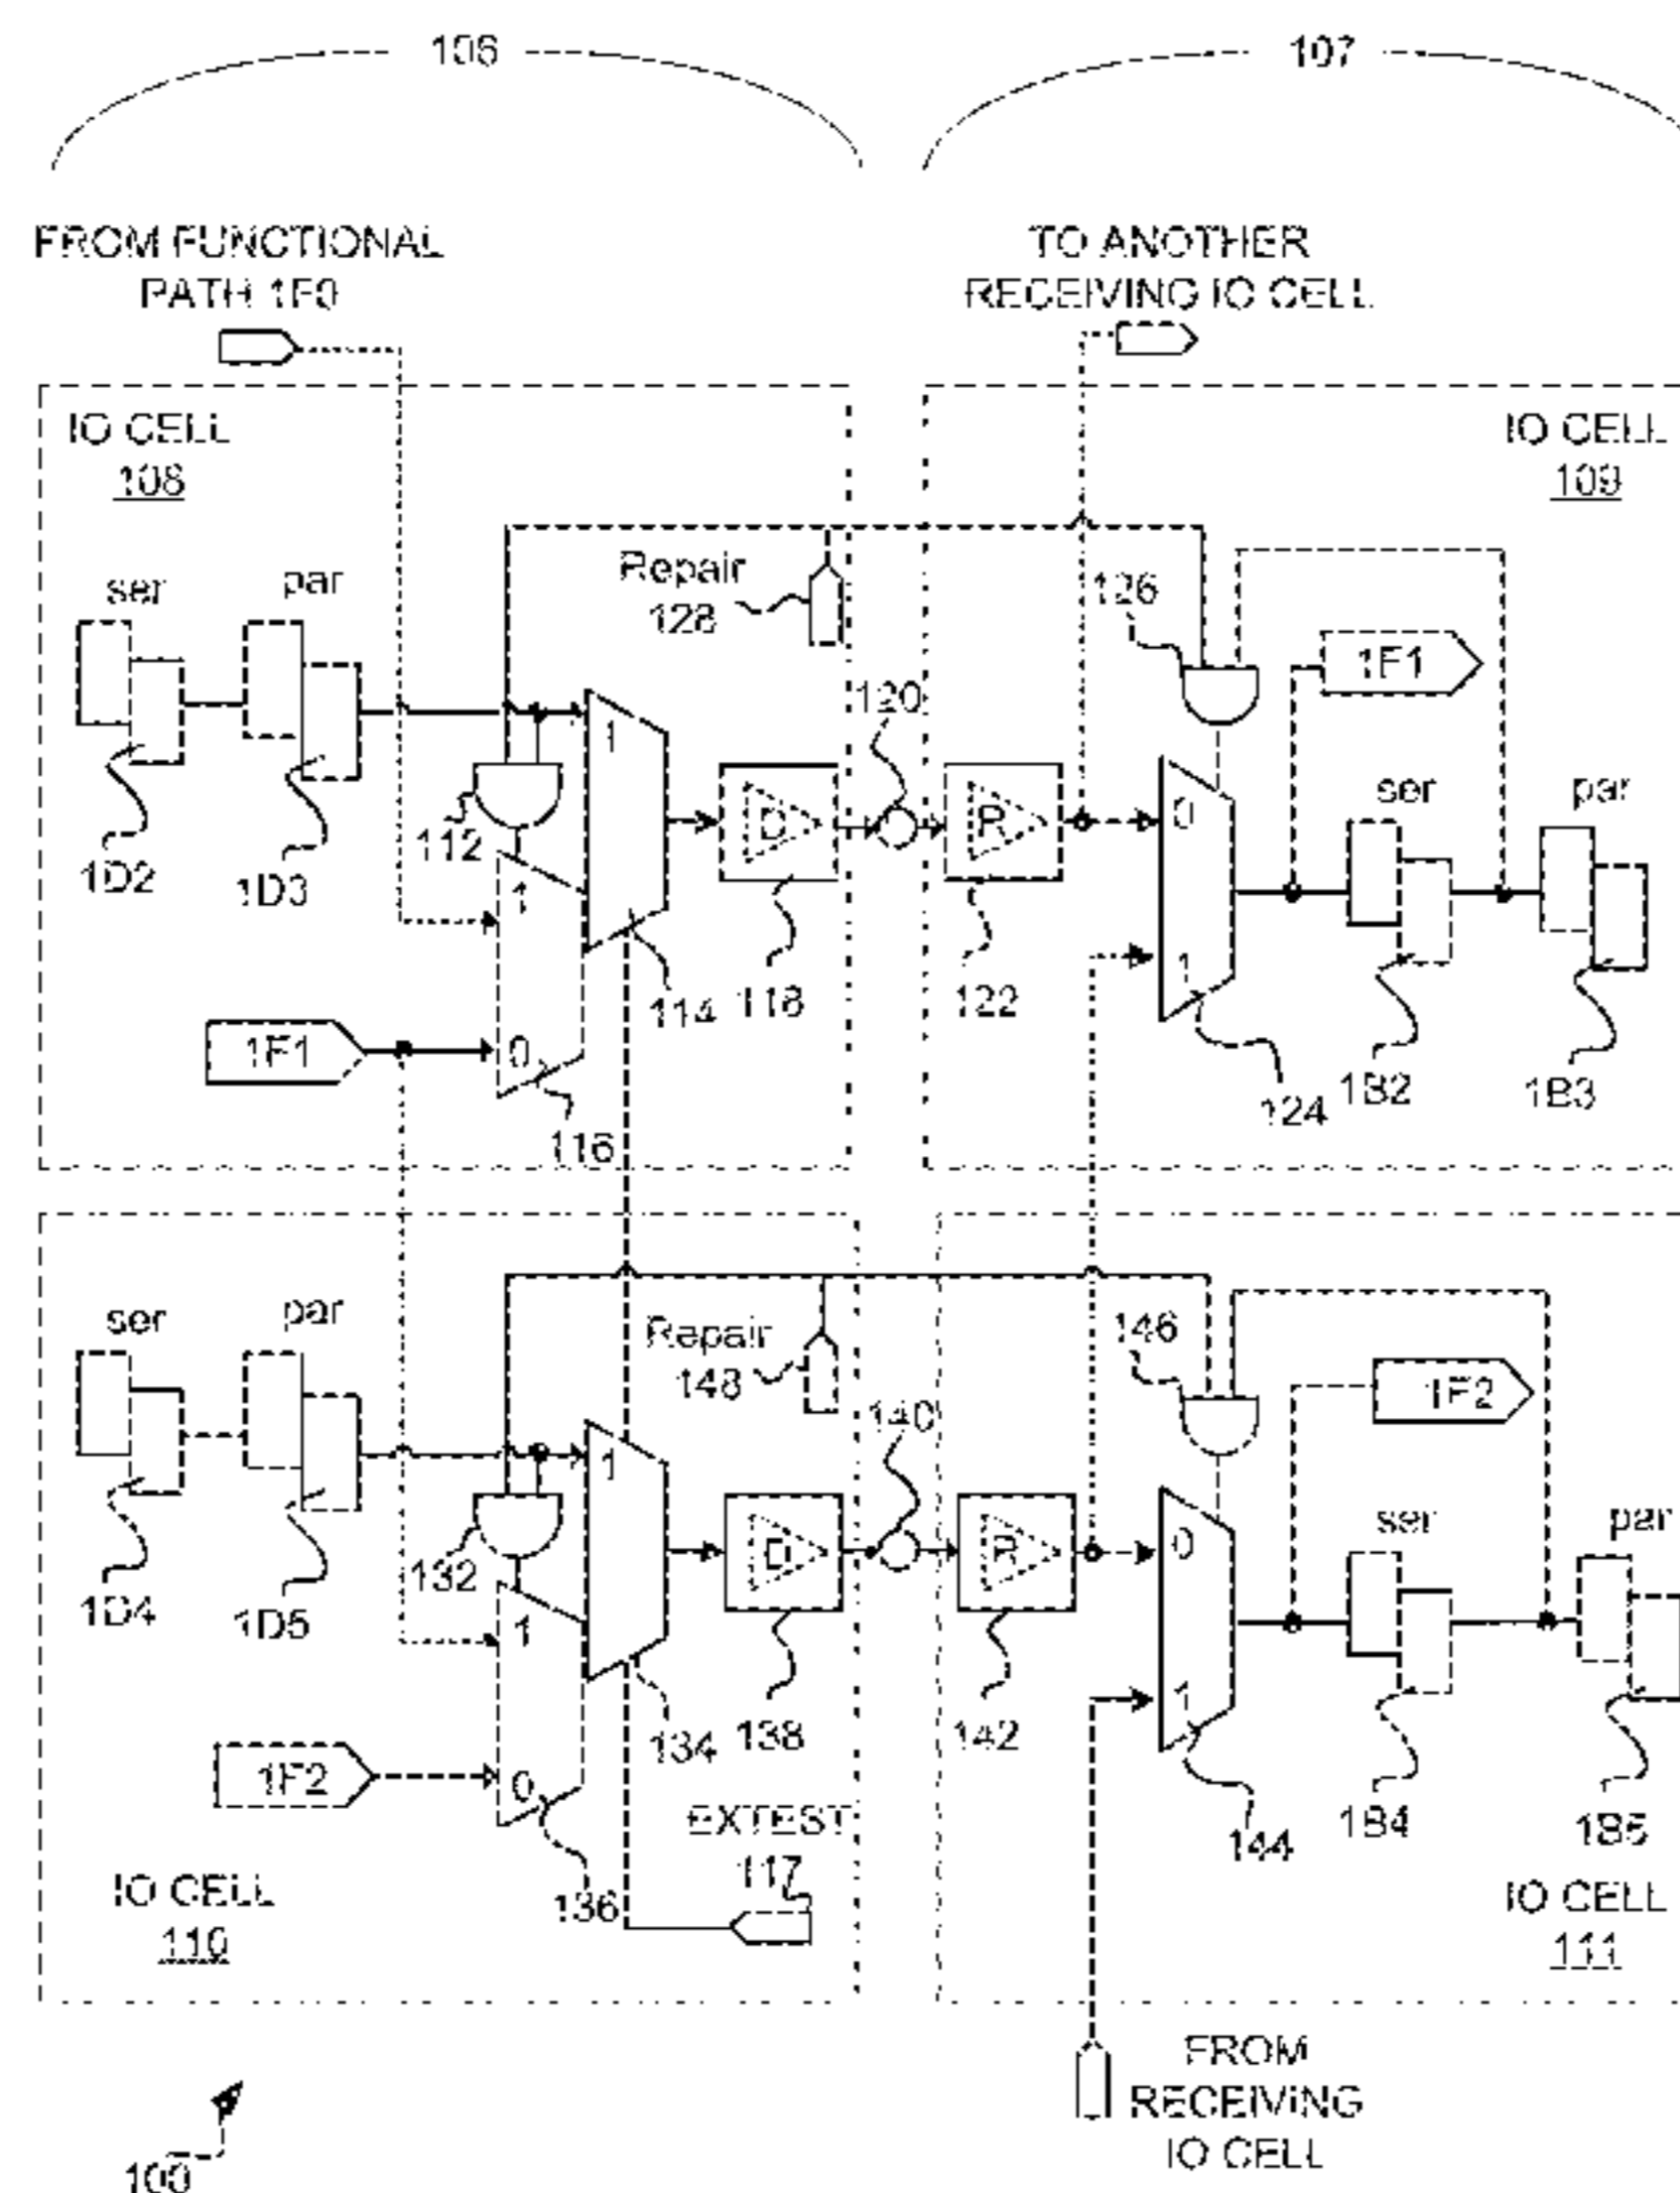 106
107
FROM FUNCTIONAL
PATH 1F0
TO ANOTHER
RECEIVING IO CELL
IO CELL
108
IO CELL
109
ser
par
Repair
128
126
1F1
120
1
112
D
R
0
ser
par
1D2
1D3
1
114
118
122
1
1F1
0
116
124
1B2
1B3
ser
par
Repair
148
146
1F2
140
1
132
D
R
0
ser
par
1D4
1D5
1
134
138
142
1
1F2
0
136
EXTEST
117
144
1B4
1B5
IO CELL
110
IO CELL
111
FROM
RECEIVING
IO CELL
100